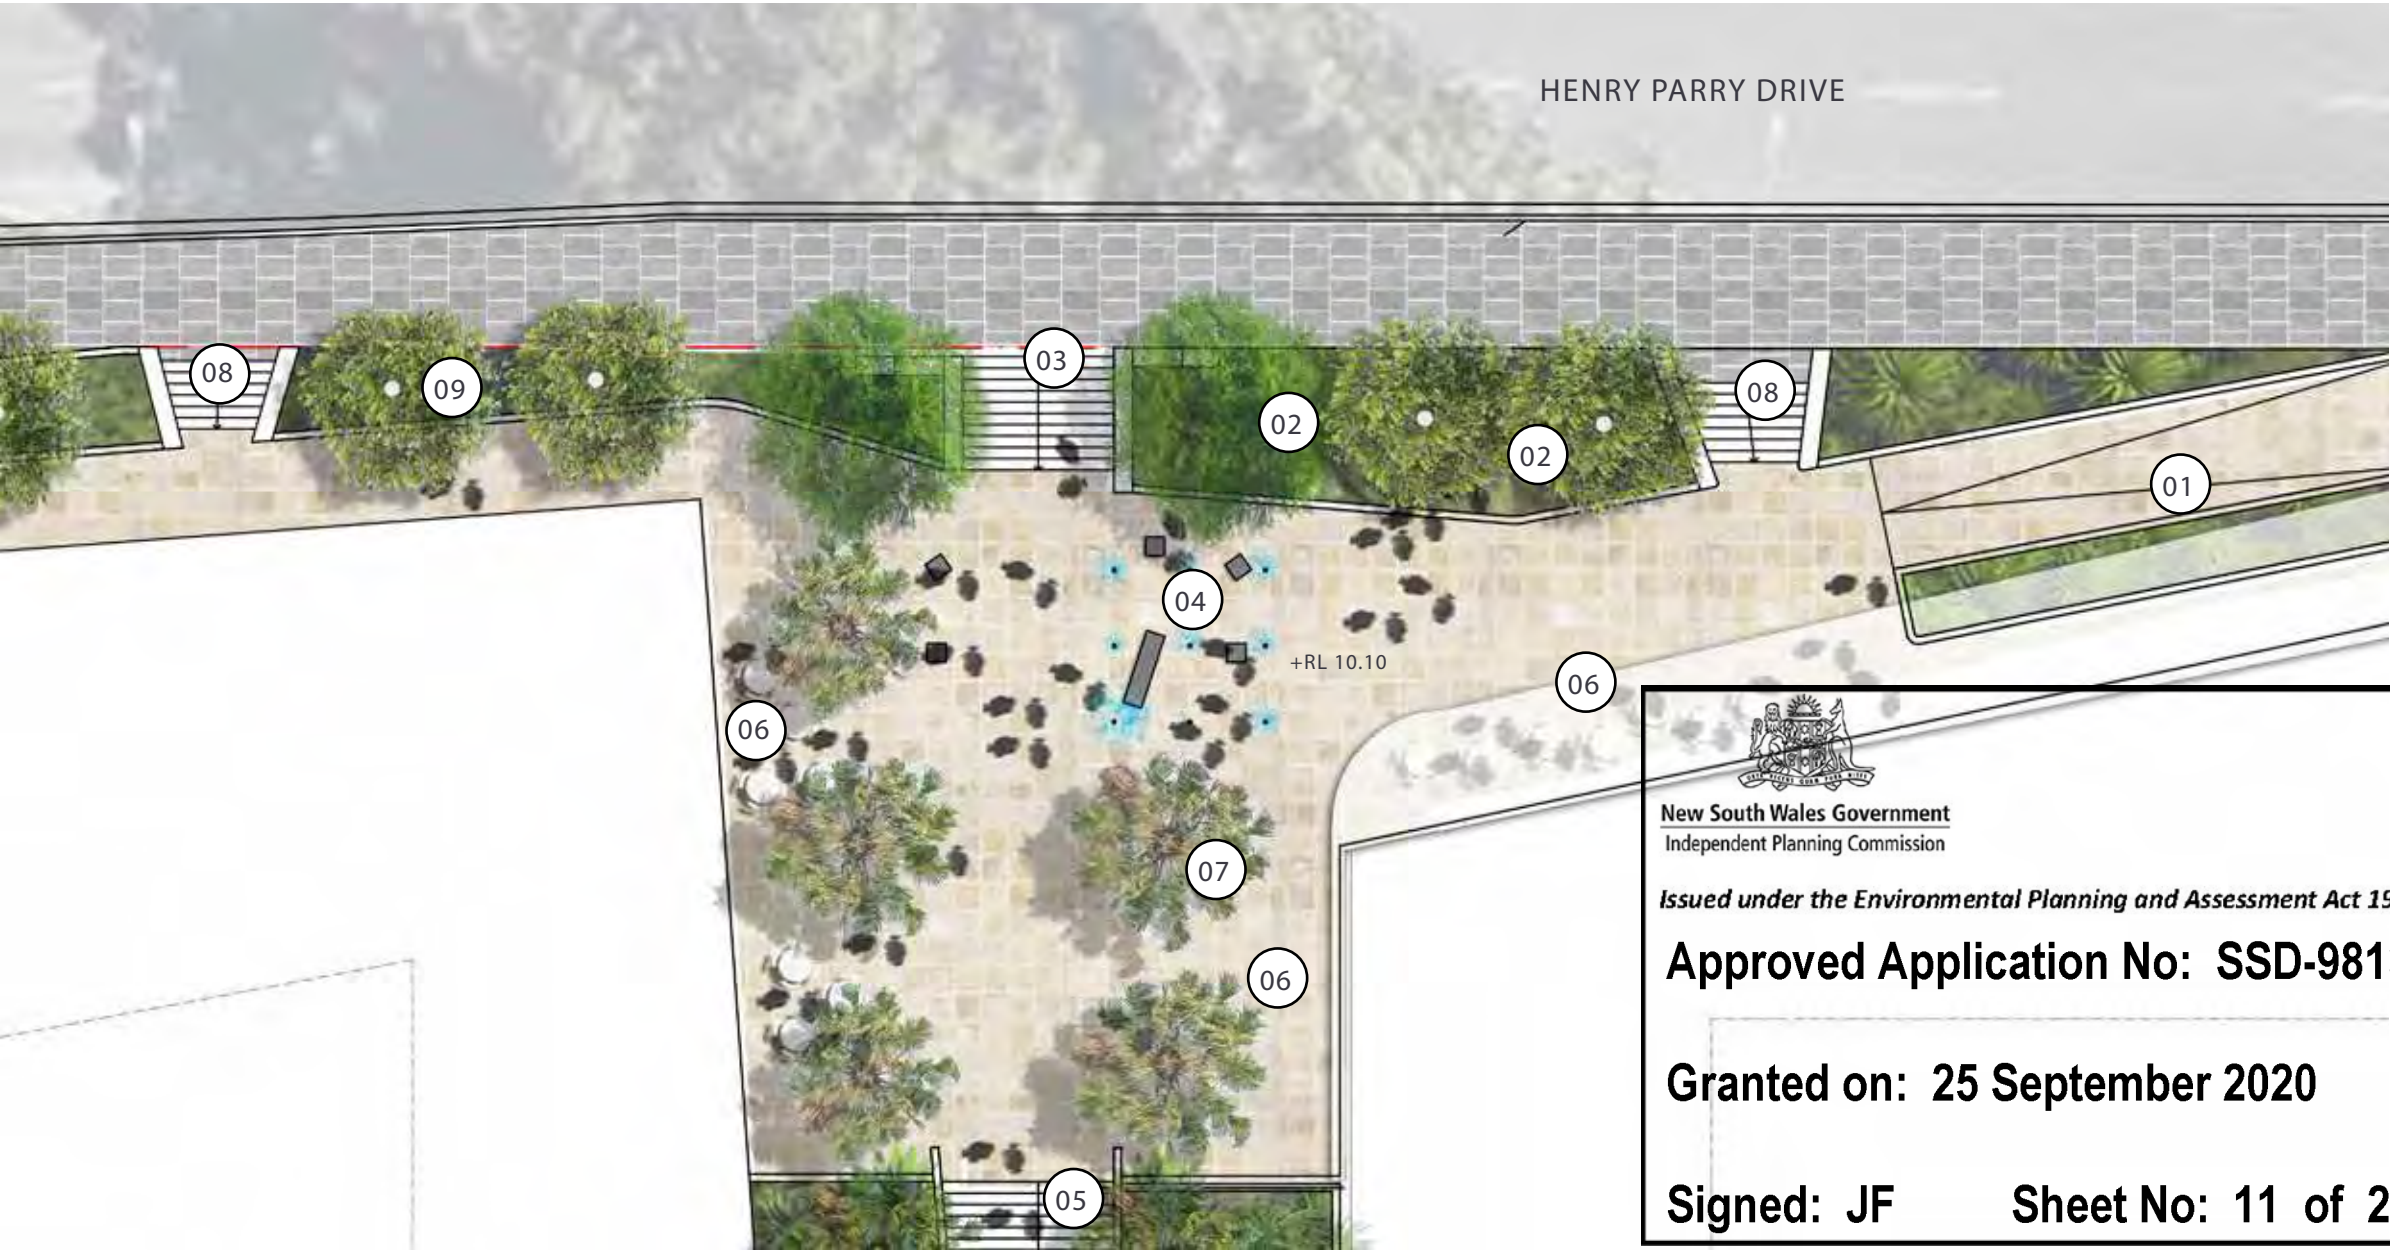 HENRY PARRY DRIVE
03
08
09
08
02
02
01
04
+RL 10.10
06
06
07
06
05
New South Wales Government
Independent Planning Commission
Issued under the Environmental Planning and Assessment Act 19
Approved Application No: SSD-981
Granted on: 25 September 2020
Signed: JF Sheet No: 11 of 2